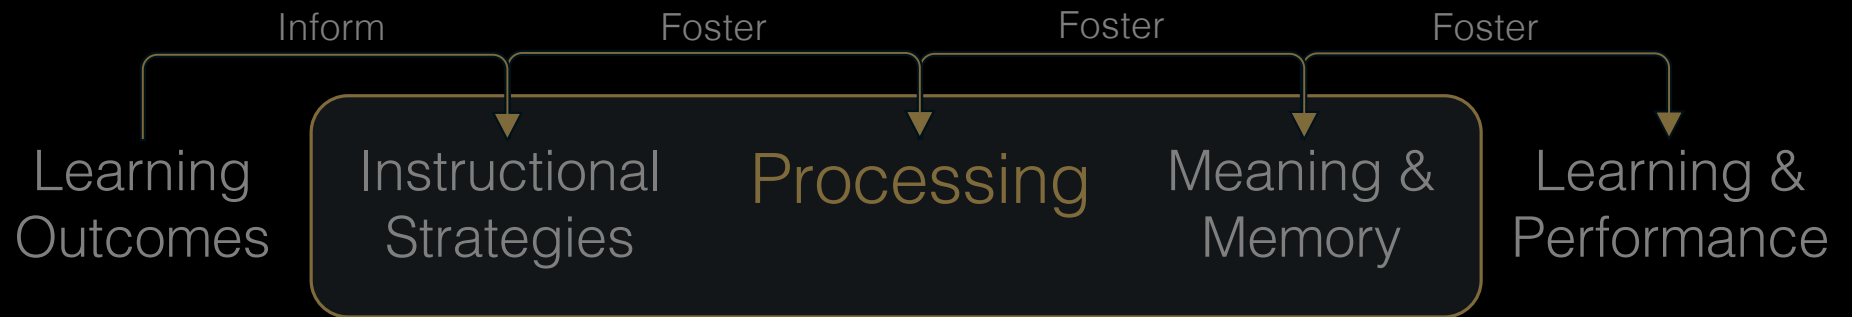 Inform
Foster
Foster
Foster
Learning
Outcomes
Instructional
Strategies
Processing
Meaning &
Memory
Learning &
Performance